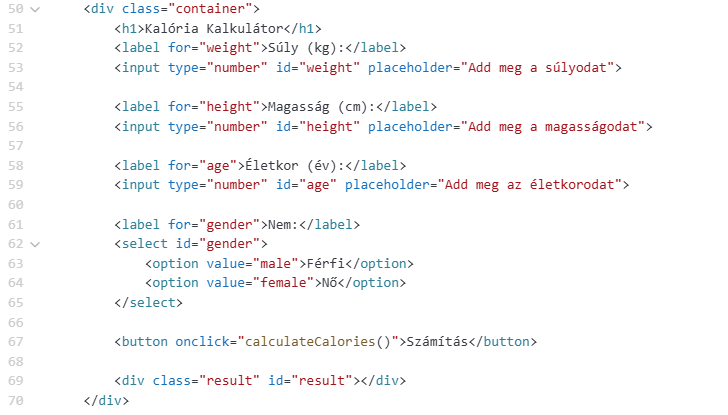 50 <div class="container">
51 <h1>Kalória Kalkulátor</h1>
52 <label for="weight">Súly (kg):</label>
53 <input type="number" id="weight" placeholder="Add meg a súlyodat">
54
55 <label for="height">Magasság (cm):</label>
56 <input type="number" id="height" placeholder="Add meg a magasságodat">
57
58 <label for="age">Életkor (év):</label>
59 <input type="number" id="age" placeholder="Add meg az életkorodat">
60
61 <label for="gender">Nem:</label>
62 <select id="gender">
63 <option value="male">Férfi</option>
64 <option value="female">Nő</option>
65 </select>
66
67 <button onclick="calculateCalories()">Számítás</button>
68
69 <div class="result" id="result"></div>
70 </div>